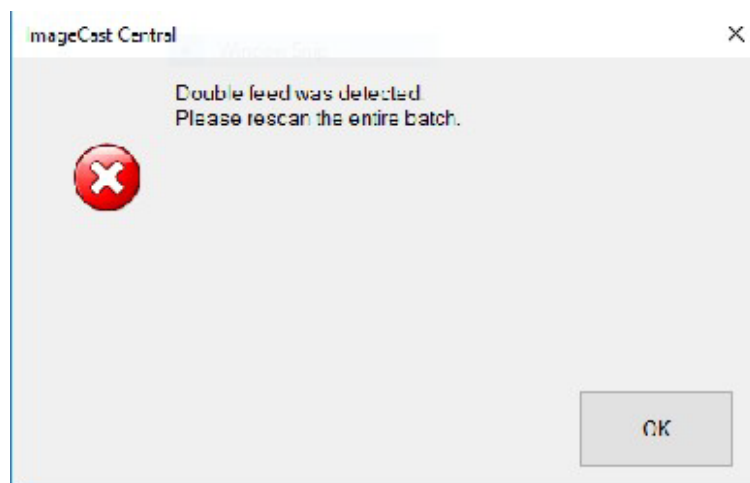 ImageCast Central
Double feed was detected.
Please rescan the entire batch.
OK